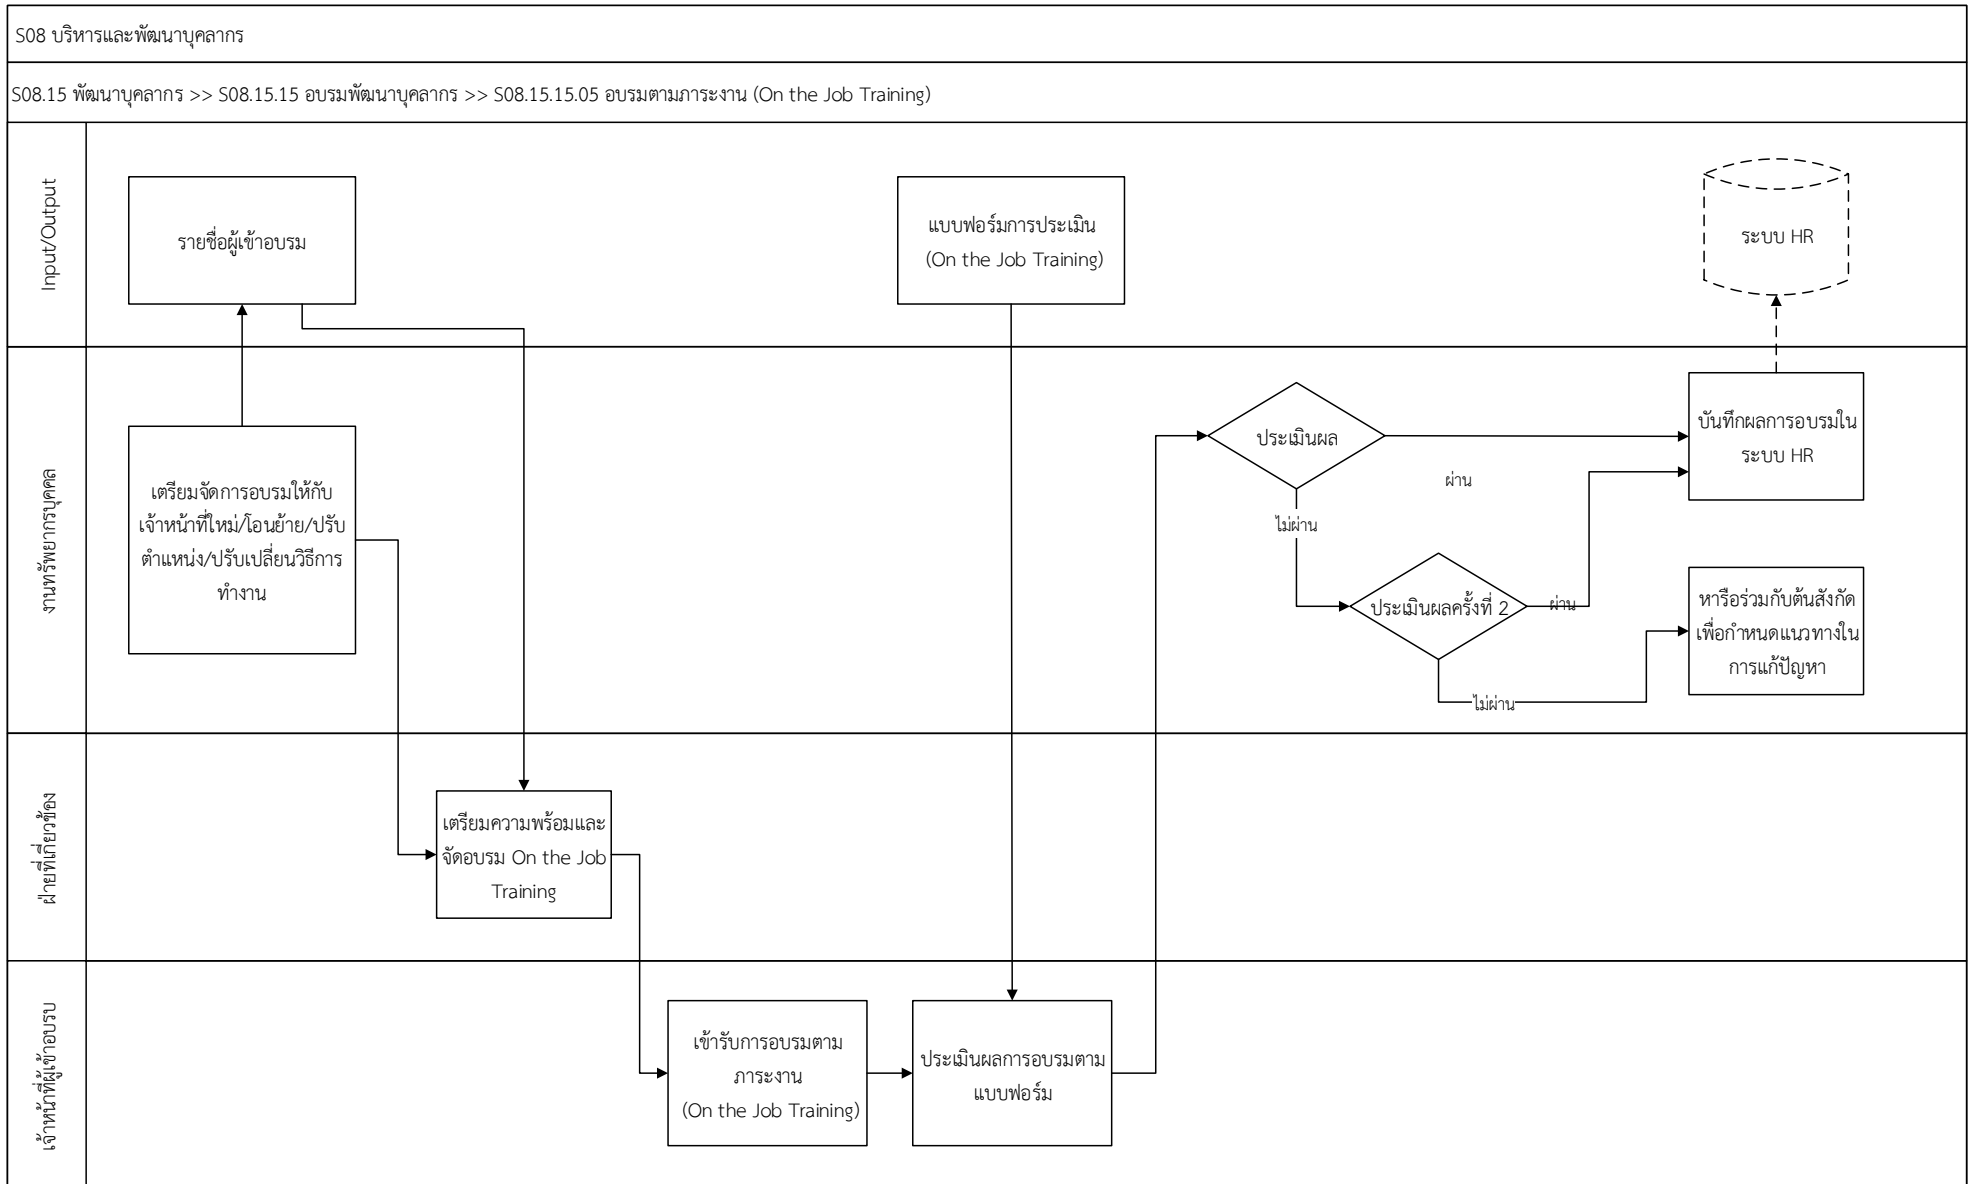 S08 บริหารและพัฒนาบุคลากร
S08.15 พัฒนาบุคลากร >> S08.15.15 อบรมพัฒนาบุคลากร >> S08.15.15.05 อบรมตามภาระงาน (On the Job Training)
Input/Output
รายชื่อผู้เข้าอบรม
แบบฟอร์มการประเมิน
(On the Job Training)
ระบบ HR
งานทรัพยากรบุคคล
เตรียมจัดการอบรมให้กับ
เจ้าหน้าที่ใหม่/โอนย้าย/ปรับ
ตำแหน่ง/ปรับเปลี่ยนวิธีการ
ทำงาน
ประเมินผล
ผ่าน
ไม่ผ่าน
บันทึกผลการอบรมใน
ระบบ HR
ประเมินผลครั้งที่ 2
ผ่าน
ไม่ผ่าน
หารือร่วมกับต้นสังกัด
เพื่อกำหนดแนวทางใน
การแก้ปัญหา
ฝ่ายที่เกี่ยวข้อง
เตรียมความพร้อมและ
จัดอบรม On the Job
Training
เจ้าหน้าที่ผู้เข้าอบรบ
เข้ารับการอบรมตาม
ภาระงาน
(On the Job Training)
ประเมินผลการอบรมตาม
แบบฟอร์ม